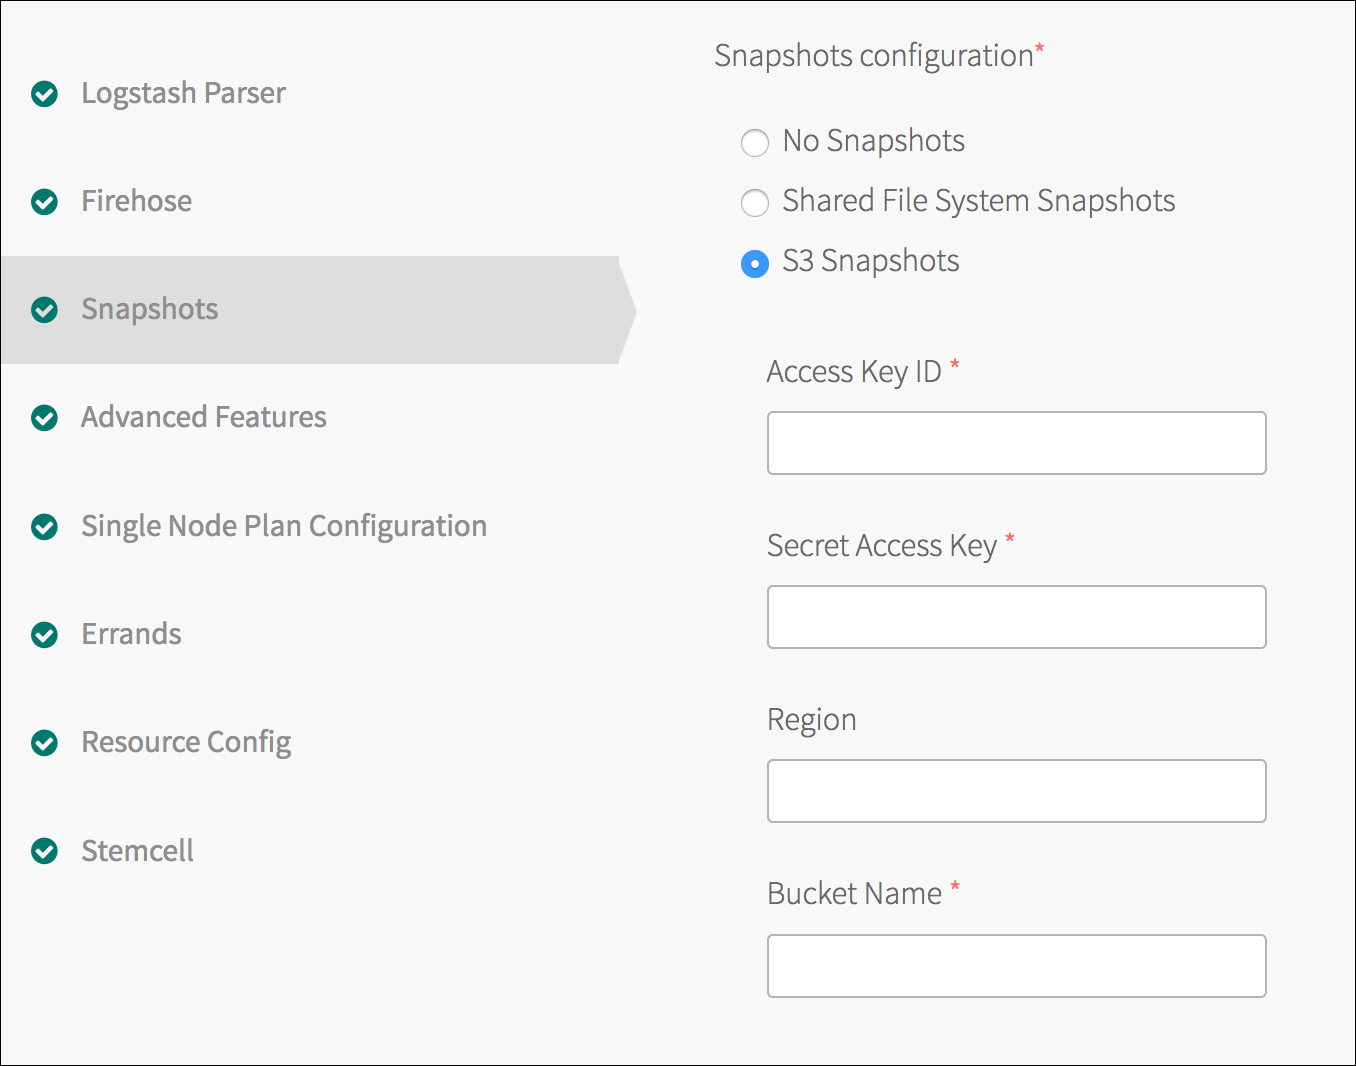 Logstash Parser
Firehose
Snapshots
Advanced Features
Single Node Plan Configuration
Errands
Resource Config
Stemcell
Snapshots configuration*
No Snapshots
Shared File System Snapshots
S3 Snapshots
Access Key ID *
Secret Access Key *
Region
Bucket Name *